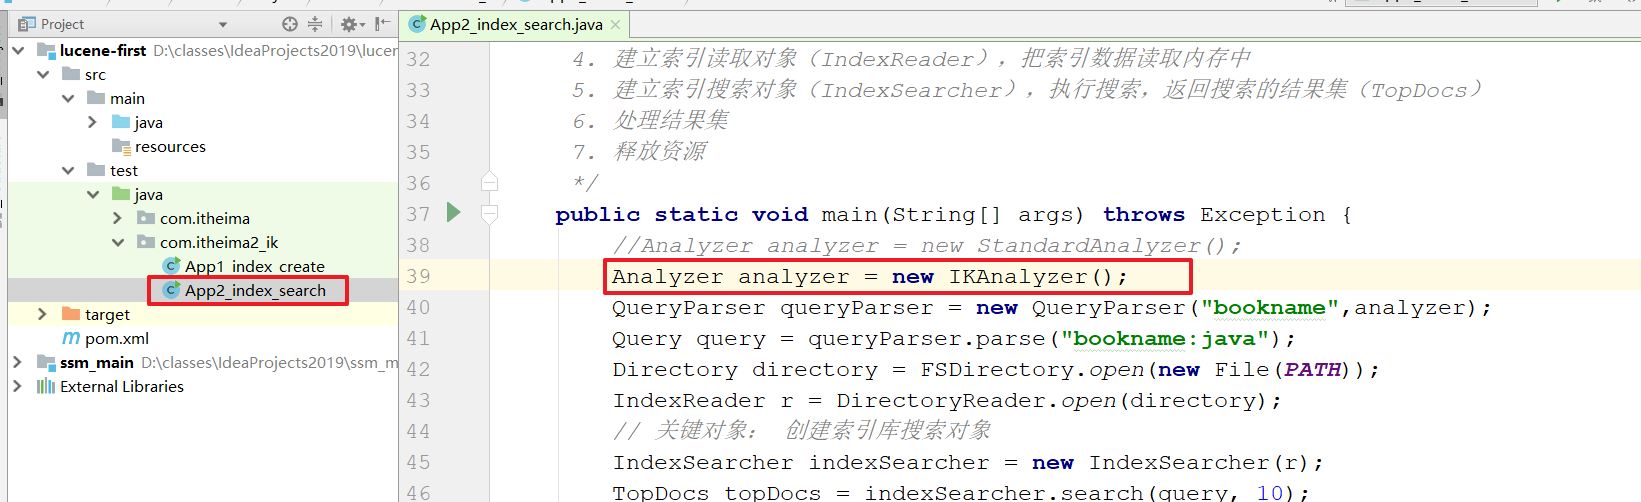 Project
lucene-first D:\classes\IdeaProjects2019\lucer
src
main
java
resources
test
java
com.itheima
com.itheima2_ik
App1_index_create
App2_index_search
target
pom.xml
ssm_main D:\classes\IdeaProjects2019\ssm_m
External Libraries
App2_index_search.java
32 4. 建立索引读取对象（IndexReader），把索引数据读取内存中
33 5. 建立索引搜索对象（IndexSearcher），执行搜索，返回搜索的结果集（TopDocs）
34 6. 处理结果集
35 7. 释放资源
36 */
37 public static void main(String[] args) throws Exception {
38 //Analyzer analyzer = new StandardAnalyzer();
39 Analyzer analyzer = new IKAnalyzer();
40 QueryParser queryParser = new QueryParser("bookname",analyzer);
41 Query query = queryParser.parse("bookname:java");
42 Directory directory = FSDirectory.open(new File(PATH));
43 IndexReader r = DirectoryReader.open(directory);
44 // 关键对象： 创建索引库搜索对象
45 IndexSearcher indexSearcher = new IndexSearcher(r);
46 TopDocs topDocs = indexSearcher.search(query, 10);